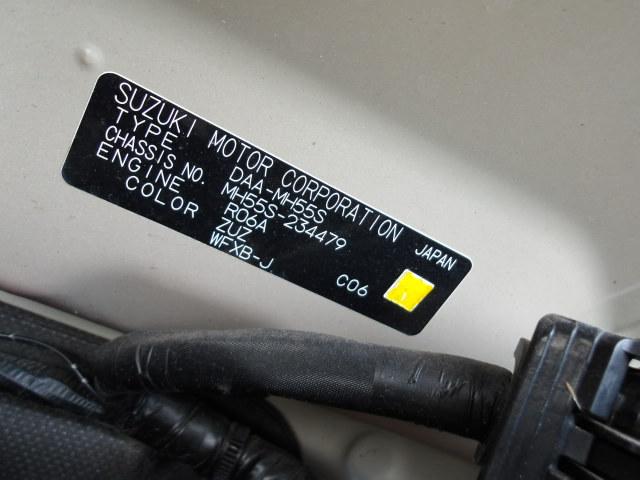 SUZUKI MOTOR CORPORATION JAPAN
TYPE DAA-MH55S
CHASSIS NO. MH55S-234479
ENGINE R06A
COLOR ZUZ
WFXB-J C06